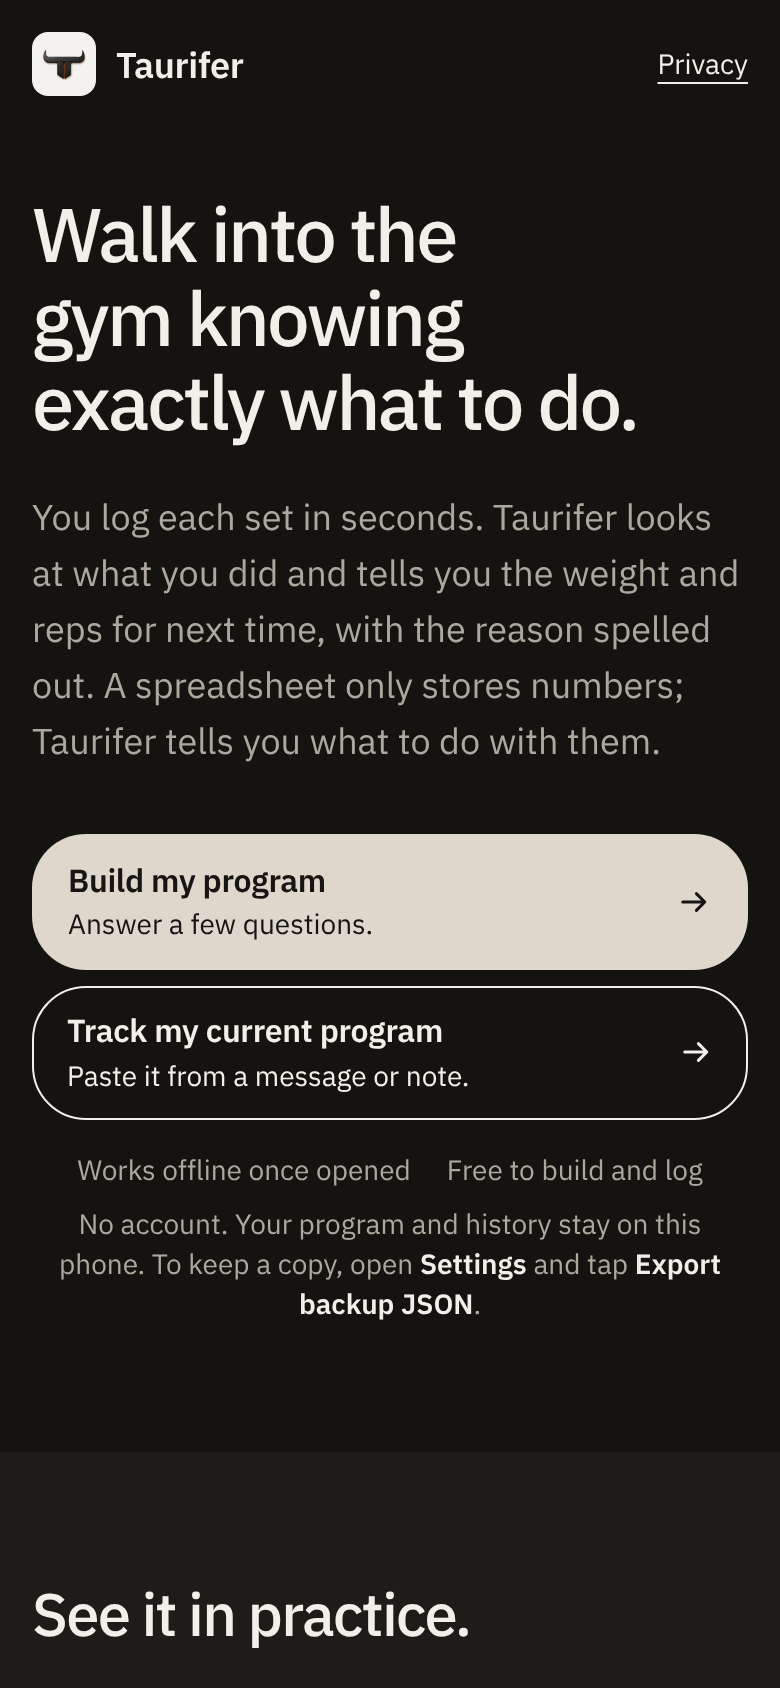 Taurifer
Privacy
Walk into the
gym knowing
exactly what to do.
You log each set in seconds. Taurifer looks
at what you did and tells you the weight and
reps for next time, with the reason spelled
out. A spreadsheet only stores numbers;
Taurifer tells you what to do with them.
Build my program
Answer a few questions.
Track my current program
Paste it from a message or note.
Works offline once opened
Free to build and log
No account. Your program and history stay on this
phone. To keep a copy, open Settings and tap Export
backup JSON.
See it in practice.